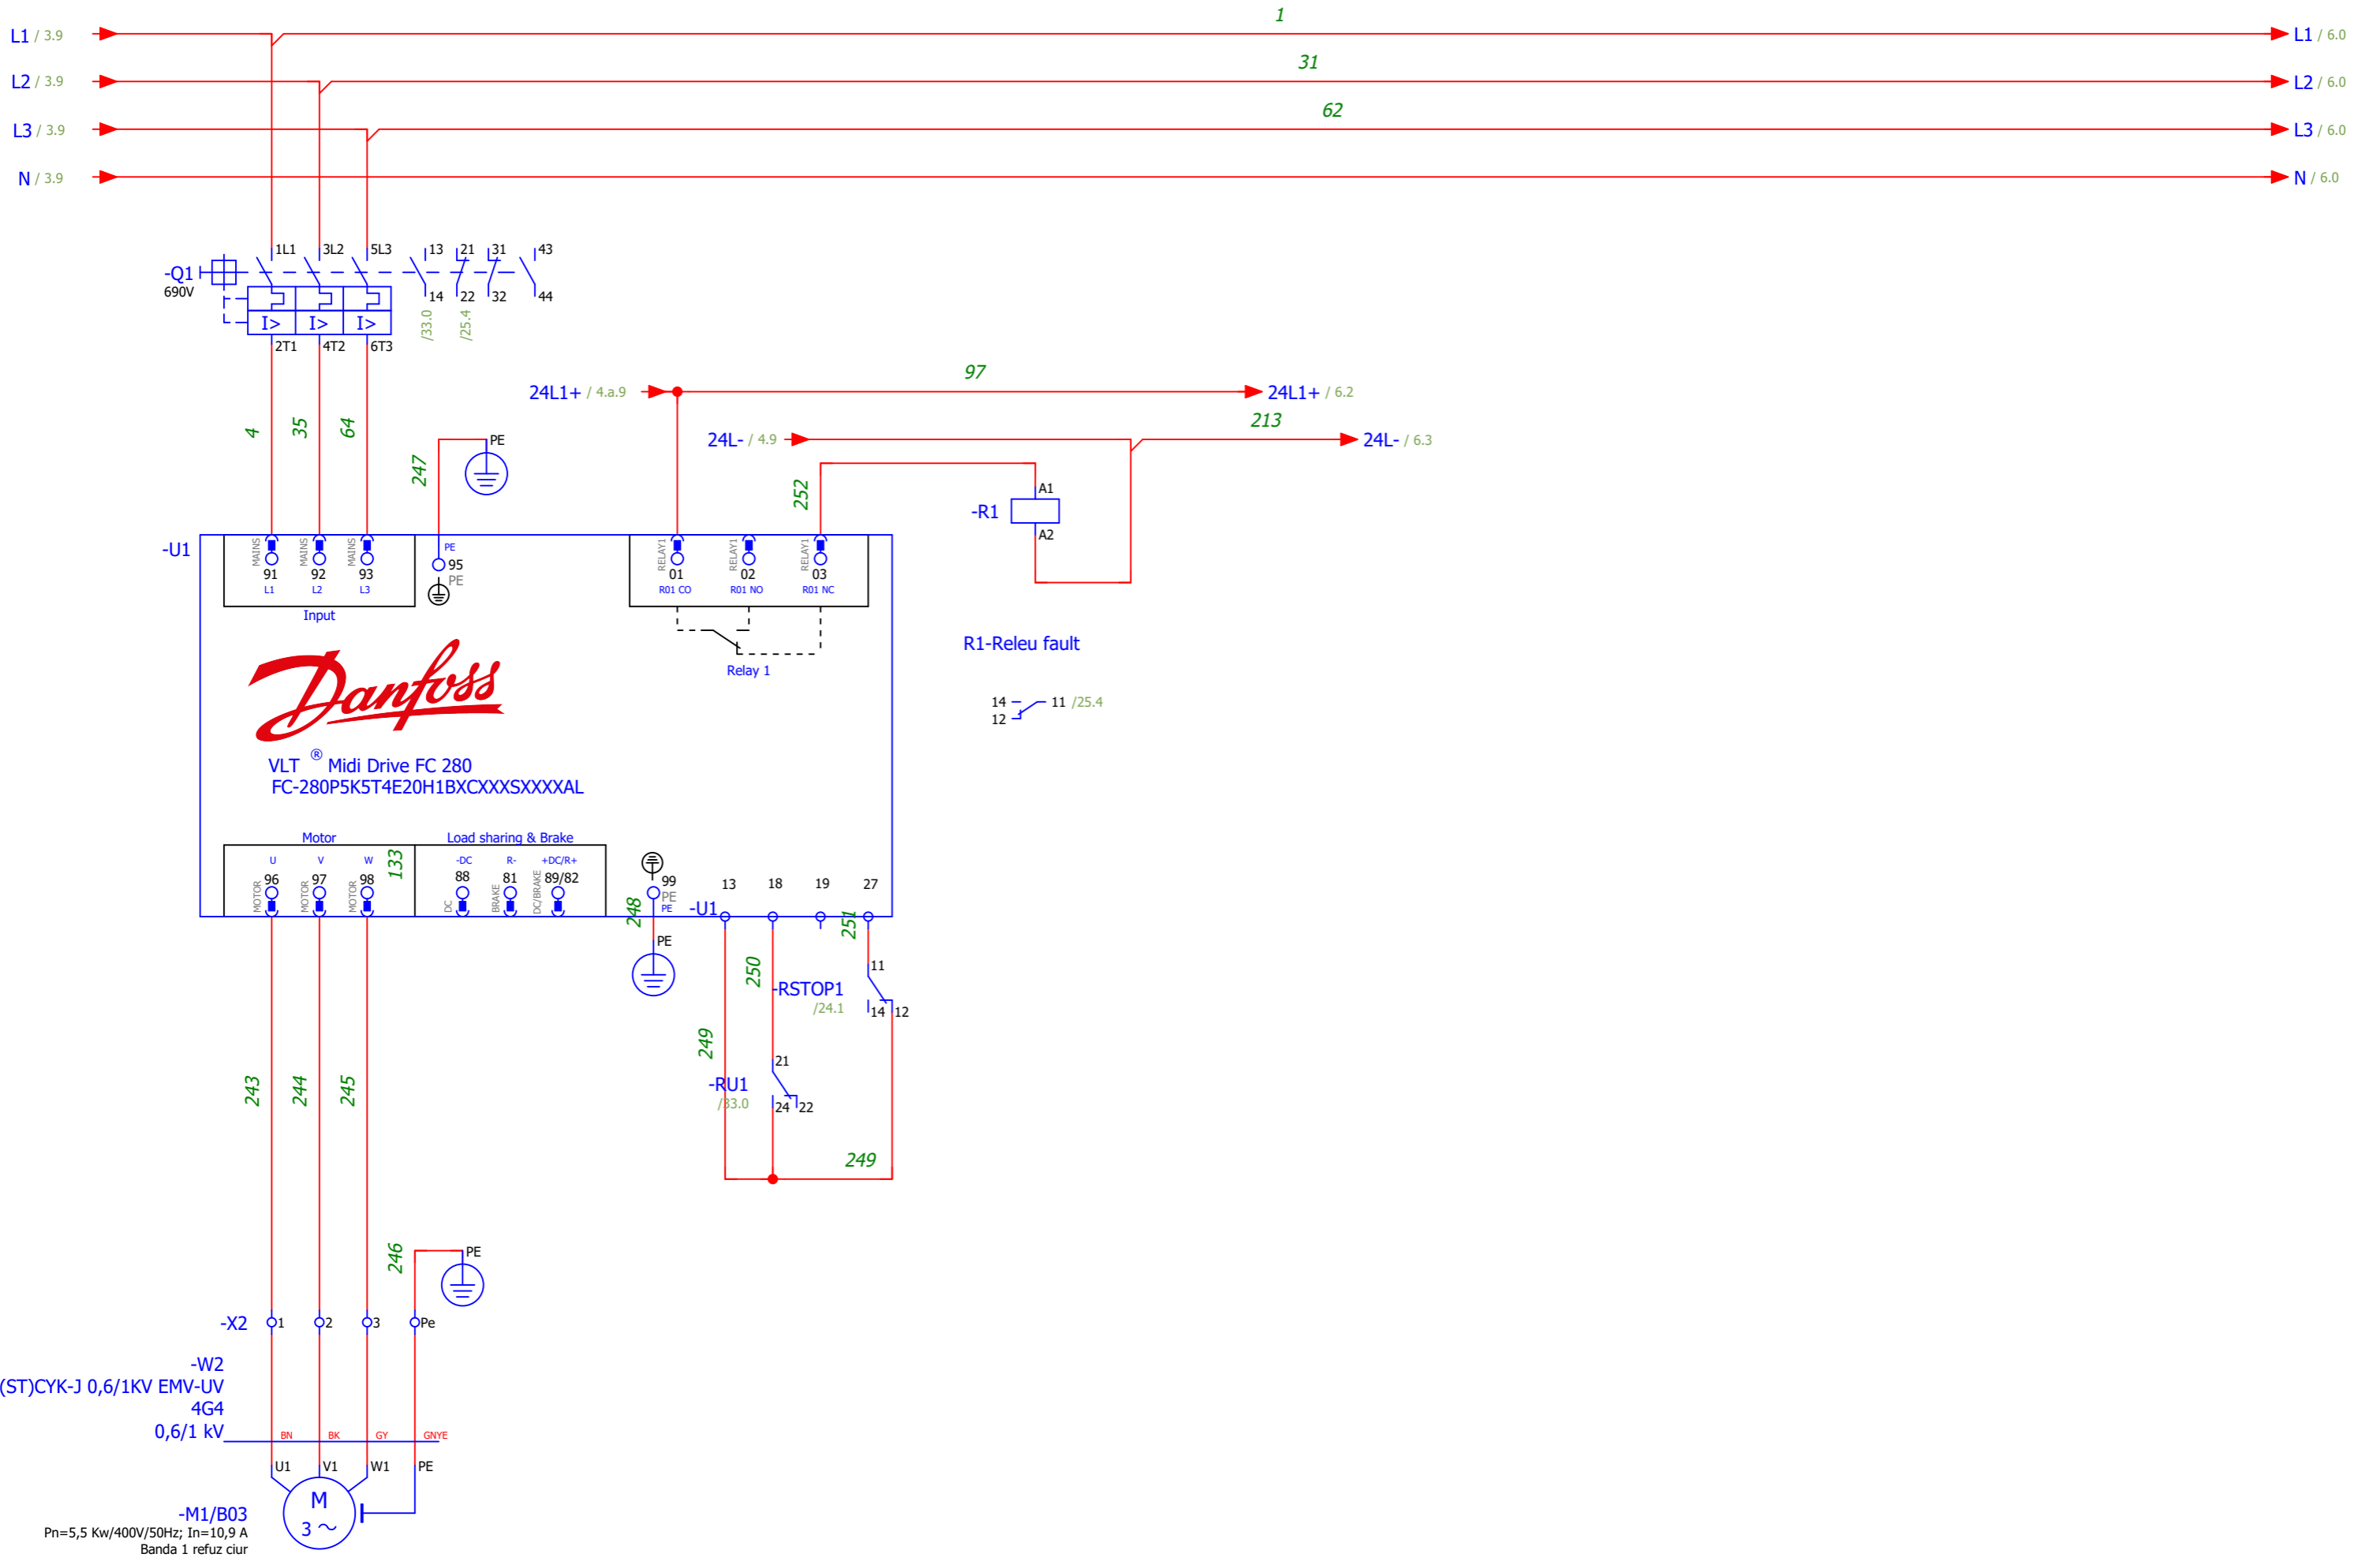 1
L1 / 3.9
L1 / 6.0
31
L2 / 3.9
L2 / 6.0
62
L3 / 3.9
L3 / 6.0
N / 3.9
N / 6.0
1L1 3L2 5L3 13 21 31 43
-Q1
690V
14 22 32 44
I> I> I>
/33.0 /25.4
2T1 4T2 6T3
97
24L1+ / 4.a.9
24L1+ / 6.2
213
24L- / 4.9
24L- / 6.3
4 35 64
247
PE
252
A1
-R1
A2
-U1
MAINS MAINS MAINS
PE
95
PE
91 92 93
L1 L2 L3
Input
RELAY1 RELAY1 RELAY1
01 02 03
R01 CO R01 NO R01 NC
Relay 1
R1-Releu fault
14 11 /25.4
12
Danfoss
VLT ® Midi Drive FC 280
FC-280P5K5T4E20H1BXCXXXSXXXXAL
Motor
Load sharing & Brake
U V W
133
-DC R- +DC/R+
96 97 98
88 81 89/82
MOTOR MOTOR MOTOR
DC BRAKE DC/BRAKE
99
PE
PE
13 18 19 27
-U1
248
251
PE
250
11
-RSTOP1
/24.1
14 12
249
21
-RU1
/33.0
24 22
243 244 245
249
246
PE
-X2 1 2 3 Pe
-W2
(ST)CYK-J 0,6/1KV EMV-UV
4G4
0,6/1 kV
BN BK GY GNYE
U1 V1 W1 PE
M
3 ~
-M1/B03
Pn=5,5 Kw/400V/50Hz; In=10,9 A
Banda 1 refuz ciur